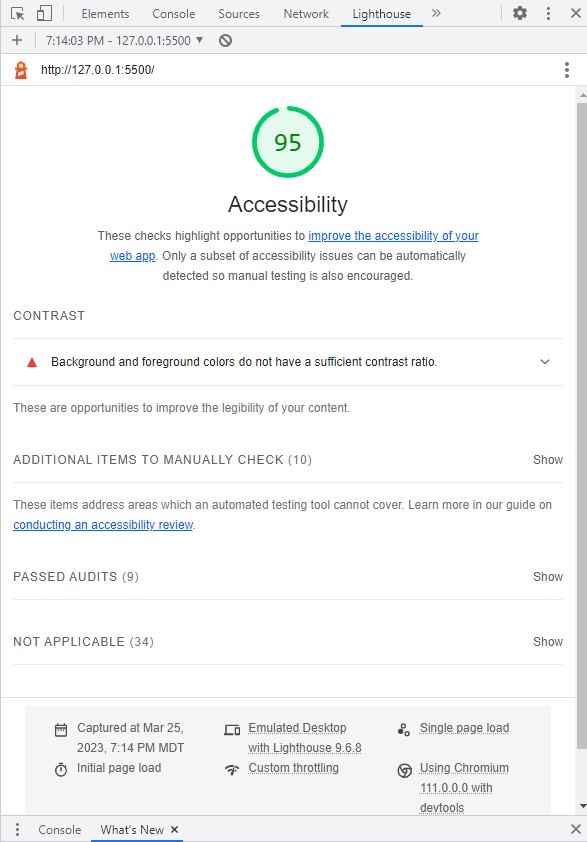 Elements Console Sources Network Lighthouse »
7:14:03 PM - 127.0.0.1:5500 ▼
http://127.0.0.1:5500/
95
Accessibility
These checks highlight opportunities to improve the accessibility of your
web app. Only a subset of accessibility issues can be automatically
detected so manual testing is also encouraged.
CONTRAST
Background and foreground colors do not have a sufficient contrast ratio.
These are opportunities to improve the legibility of your content.
ADDITIONAL ITEMS TO MANUALLY CHECK (10) Show
These items address areas which an automated testing tool cannot cover. Learn more in our guide on
conducting an accessibility review.
PASSED AUDITS (9) Show
NOT APPLICABLE (34) Show
Captured at Mar 25,
2023, 7:14 PM MDT
Emulated Desktop
with Lighthouse 9.6.8
Single page load
Initial page load
Custom throttling
Using Chromium
111.0.0.0 with
devtools
Console What's New ×